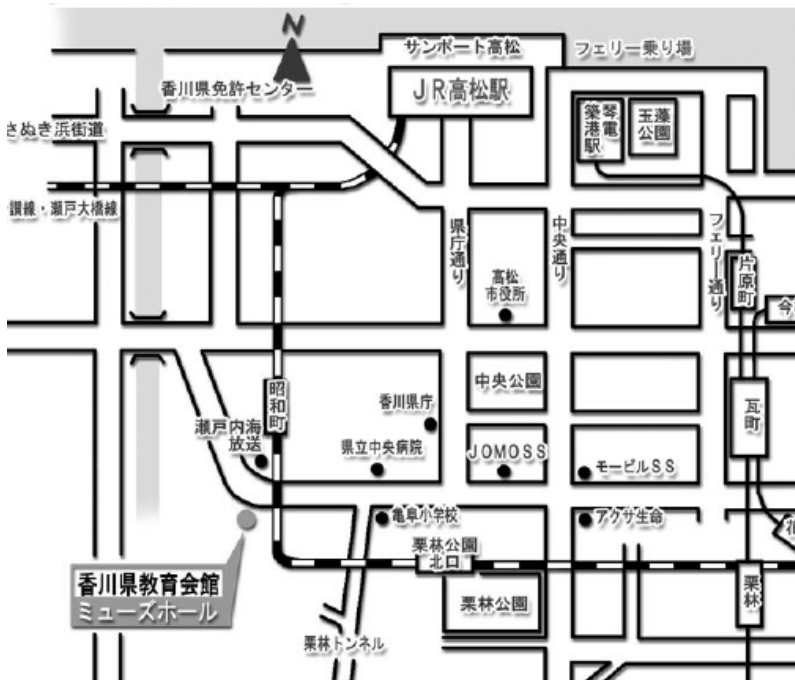 N
サンポート高松
フェリー乗り場
香川県免許センター
JR高松駅
さぬき浜街道
琴電
築港駅
玉藻
公園
讃線・瀬戸大橋線
県庁通り
中央通り
フェリー通り
片原町
高松
市役所
今
中央公園
昭和町
香川県庁
瓦町
瀬戸内海
放送
県立中央病院
JOMOSS
モービルSS
亀阜小学校
アクサ生命
花
栗林公園
北口
香川県教育会館
ミューズホール
栗林公園
栗林
栗林トンネル